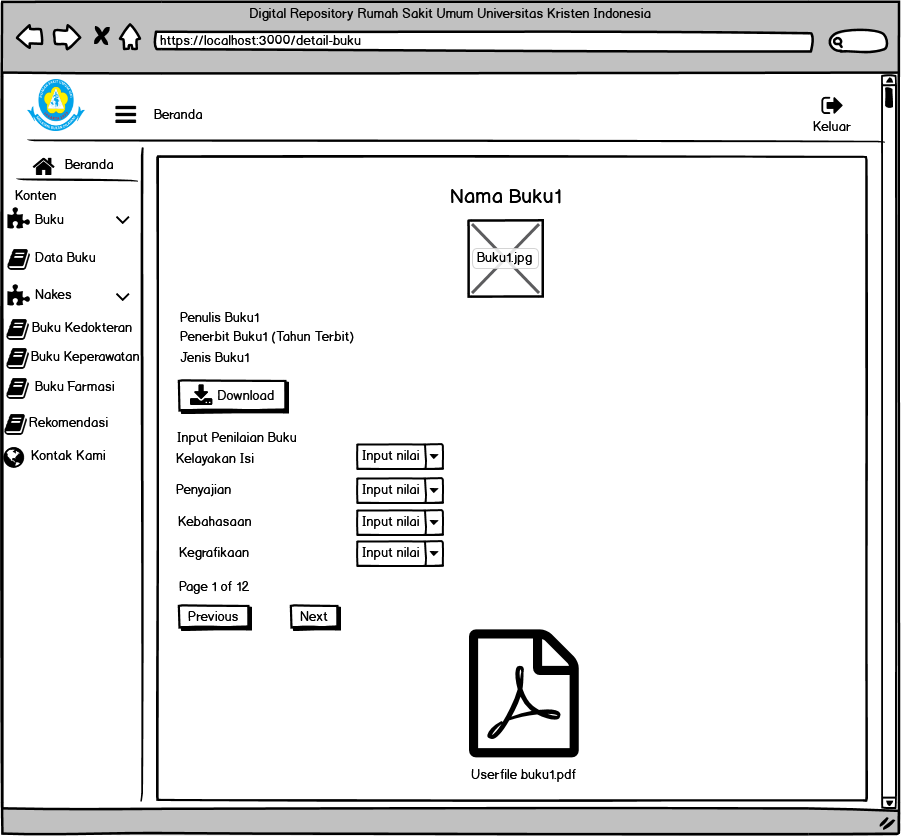 Digital Repository Rumah Sakit Umum Universitas Kristen Indonesia
https://localhost:3000/detail-buku
Beranda
Keluar
Beranda
Konten
Buku
Data Buku
Nakes
Buku Kedokteran
Buku Keperawatan
Buku Farmasi
Rekomendasi
Kontak Kami
Nama Buku1
Buku1.jpg
Penulis Buku1
Penerbit Buku1 (Tahun Terbit)
Jenis Buku1
Download
Input Penilaian Buku
Kelayakan Isi Input nilai
Penyajian Input nilai
Kebahasaan Input nilai
Kegrafikaan Input nilai
Page 1 of 12
Previous Next
Userfile.buku1.pdf